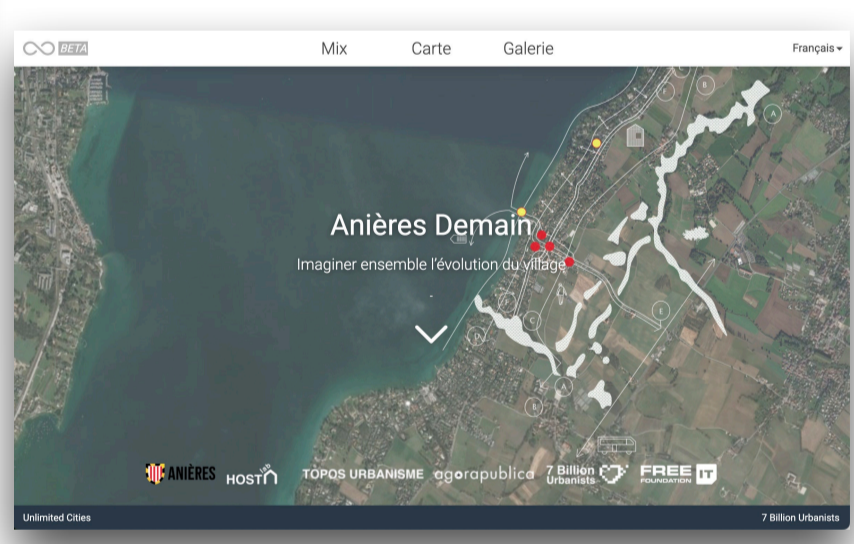 BETA
Mix
Carte
Galerie
Français
F
B
A
Anières Demain
Imaginer ensemble l'évolution du village
F
C
E
D
A
B
ANIÈRES
HOST lab
TOPOS URBANISME
agorapublica
7 Billion
Urbanists
FREE IT
FOUNDATION
Unlimited Cities
7 Billion Urbanists